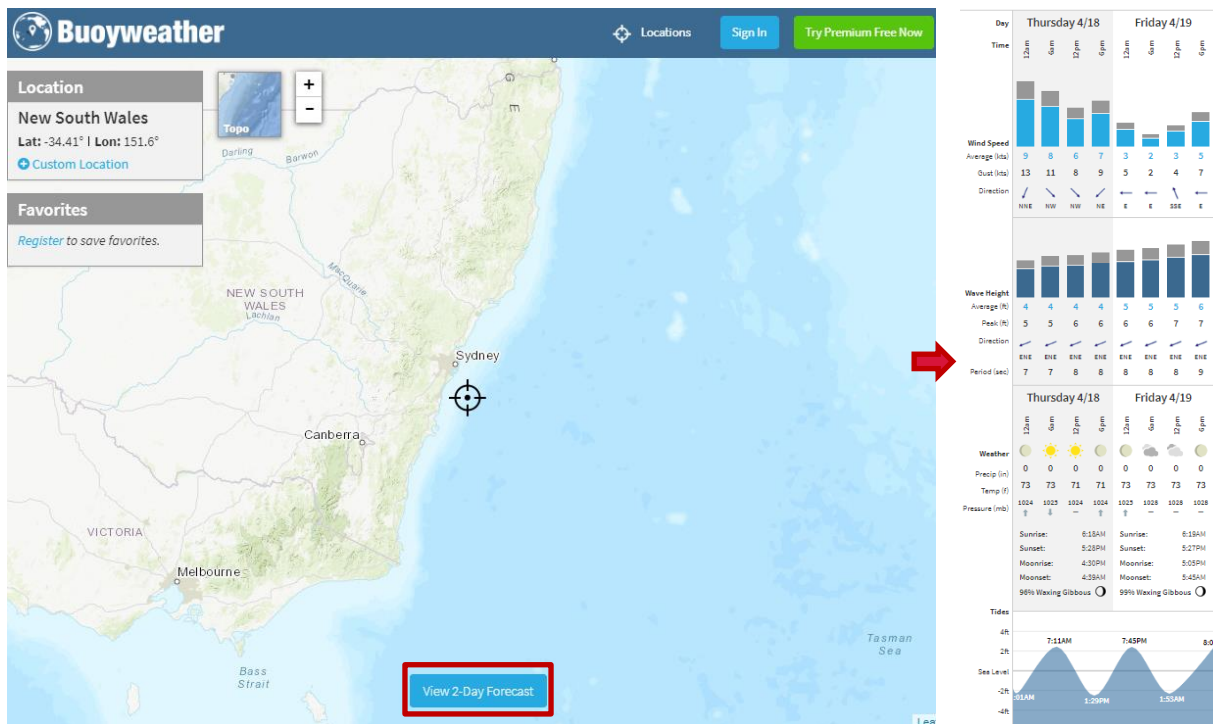 Buoyweather
Locations
Sign In
Try Premium Free Now
Location
New South Wales
Lat: -34.41° | Lon: 151.6°
Custom Location
Favorites
Register to save favorites.
Topo
+
−
G
E
m
Darling
Barwon
MacQuarie
NEW SOUTH
WALES
Lachlan
Sydney
Canberra
VICTORIA
Melbourne
Bass
Strait
Tasman
Sea
View 2-Day Forecast
Lea
Day Thursday 4/18 Friday 4/19
Time 12am 6am 12pm 6pm 12am 6am 12pm 6pm
Wind Speed
Average (kts) 9 8 6 7 3 2 3 5
Gust (kts) 13 11 8 9 5 2 4 7
Direction
NNE NW NW NE E E SSE E
Wave Height
Average (ft) 4 4 4 4 5 5 5 6
Peak (ft) 5 5 6 6 6 6 7 7
Direction
ENE ENE ENE ENE ENE ENE ENE ENE
Period (sec) 7 7 8 8 8 8 8 9
Thursday 4/18 Friday 4/19
12am 6am 12pm 6pm 12am 6am 12pm 6pm
Weather
Precip (in) 0 0 0 0 0 0 0 0
Temp (f) 73 73 71 71 73 73 73 73
Pressure (mb) 1024 1025 1024 1024 1025 1028 1028 1028
Sunrise: 6:18AM Sunrise: 6:19AM
Sunset: 5:28PM Sunset: 5:27PM
Moonrise: 4:30PM Moonrise: 5:05PM
Moonset: 4:39AM Moonset: 5:45AM
96% Waxing Gibbous 99% Waxing Gibbous
Tides
4ft
7:11AM 7:45PM 8:0
2ft
Sea Level
-2ft
:01AM 1:29PM 1:53AM
-4ft